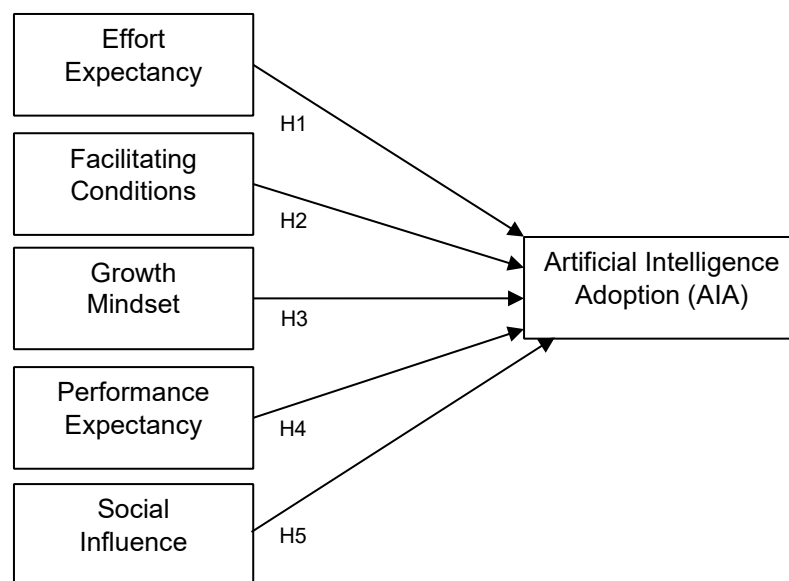 Effort
Expectancy
H1
Facilitating
Conditions
H2
Growth
Mindset
H3
Performance
Expectancy
H4
Social
Influence
H5
Artificial Intelligence
Adoption (AIA)